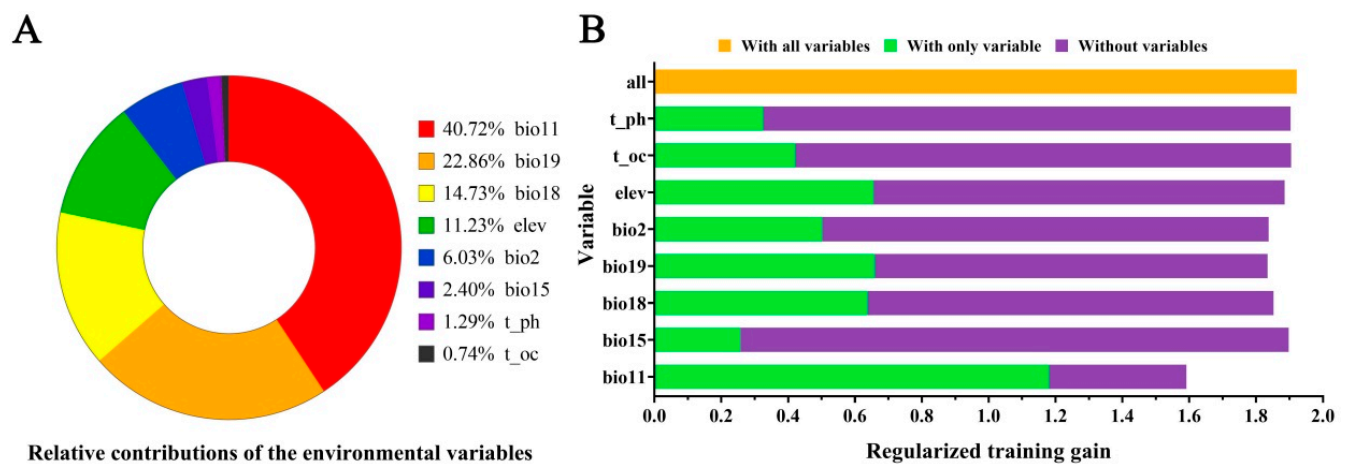 A
40.72% bio11
22.86% bio19
14.73% bio18
11.23% elev
6.03% bio2
2.40% bio15
1.29% t_ph
0.74% t_oc
Relative contributions of the environmental variables
B
With all variables With only variable Without variables
Variable
all
t_ph
t_oc
elev
bio2
bio19
bio18
bio15
bio11
0.0 0.2 0.4 0.6 0.8 1.0 1.2 1.4 1.6 1.8 2.0
Regularized training gain